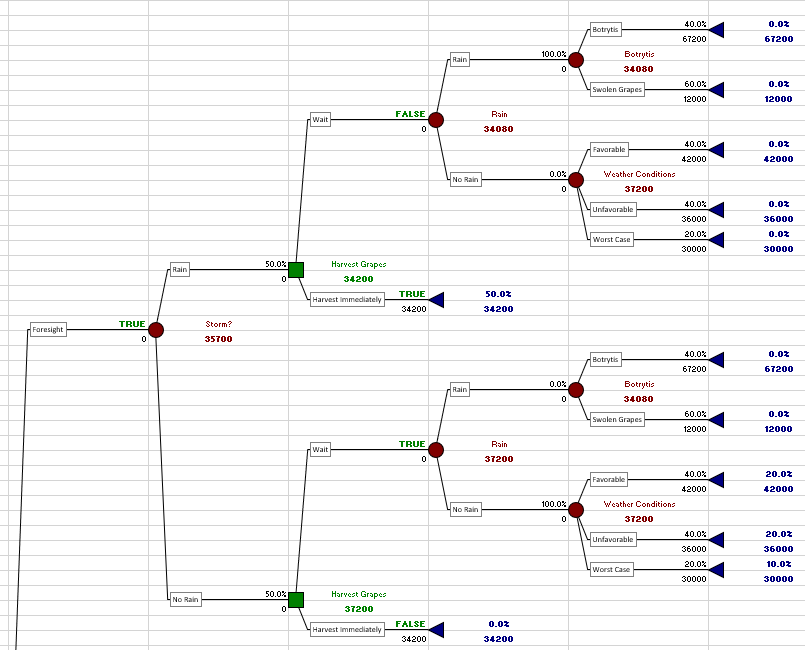 40.0% 0.0%
Botrytis
67200 67200
100.0% Botrytis
Rain
0 34080
60.0% 0.0%
Swolen Grapes
12000 12000
FALSE Rain
Wait
0 34080
40.0% 0.0%
Favorable
42000 42000
0.0% Weather Conditions
No Rain
0 37200
40.0% 0.0%
Unfavorable
36000 36000
20.0% 0.0%
Worst Case
30000 30000
50.0% Harvest Grapes
Rain
0 34200
TRUE 50.0%
Harvest Immediately
34200 34200
TRUE Storm?
Foresight
0 35700
40.0% 0.0%
Botrytis
67200 67200
0.0% Botrytis
Rain
0 34080
60.0% 0.0%
Swolen Grapes
12000 12000
TRUE Rain
Wait
0 37200
40.0% 20.0%
Favorable
42000 42000
100.0% Weather Conditions
No Rain
0 37200
40.0% 20.0%
Unfavorable
36000 36000
20.0% 10.0%
Worst Case
30000 30000
50.0% Harvest Grapes
No Rain
0 37200
FALSE 0.0%
Harvest Immediately
34200 34200